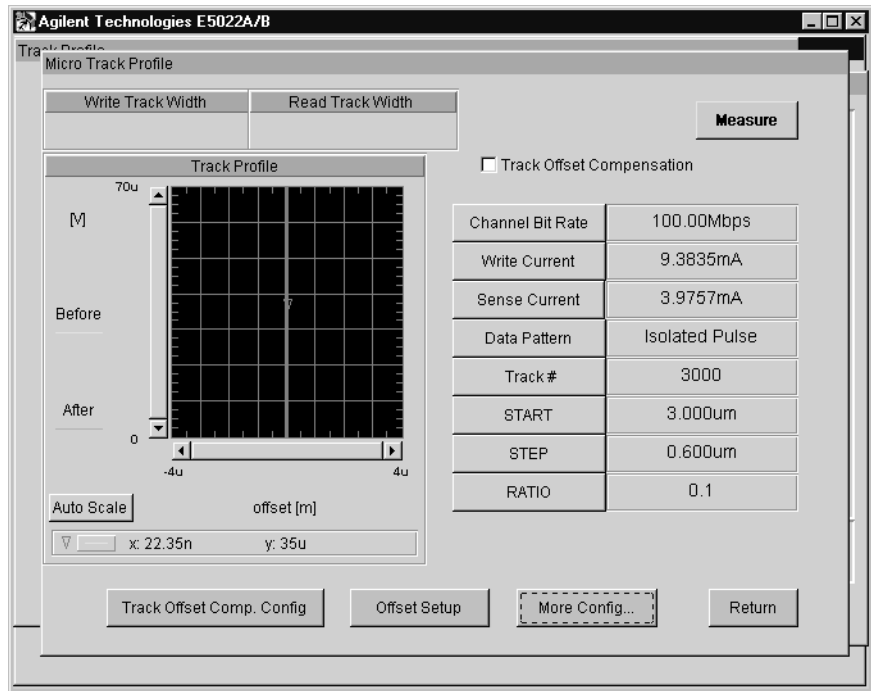 Agilent Technologies E5022A/B
Track Profile
Micro Track Profile
Write Track Width
Read Track Width
Measure
Track Profile
Track Offset Compensation
70u
[V]
Before
After
0
-4u
4u
Auto Scale
offset [m]
x: 22.35n
y: 35u
Channel Bit Rate 100.00Mbps
Write Current 9.3835mA
Sense Current 3.9757mA
Data Pattern Isolated Pulse
Track # 3000
START 3.000um
STEP 0.600um
RATIO 0.1
Track Offset Comp. Config
Offset Setup
More Config...
Return